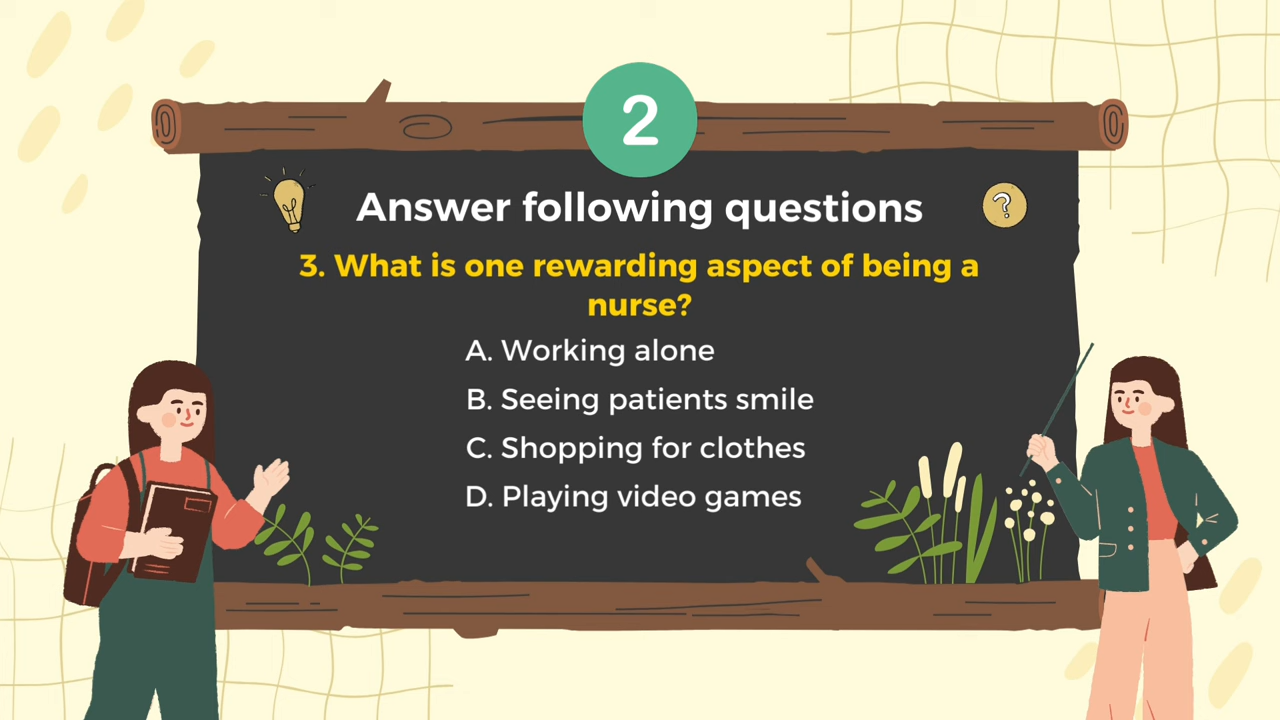 2
Answer following questions
3. What is one rewarding aspect of being a
nurse?
A. Working alone
B. Seeing patients smile
C. Shopping for clothes
D. Playing video games